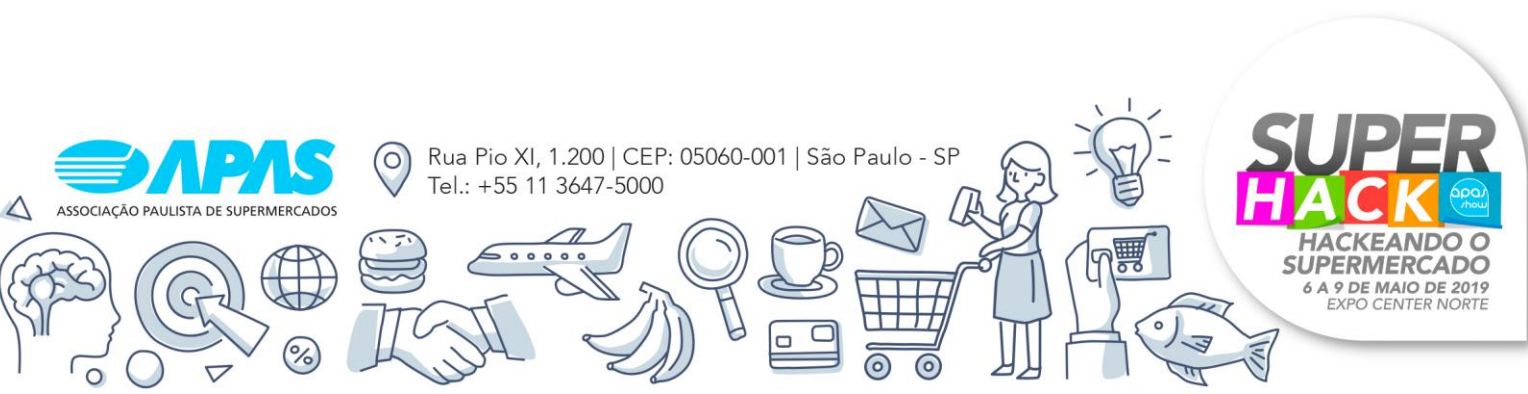 APAS
ASSOCIAÇÃO PAULISTA DE SUPERMERCADOS
Rua Pio XI, 1.200 | CEP: 05060-001 | São Paulo - SP
Tel.: +55 11 3647-5000
%
SUPER
HACK apas show
HACKEANDO O
SUPERMERCADO
6 A 9 DE MAIO DE 2019
EXPO CENTER NORTE